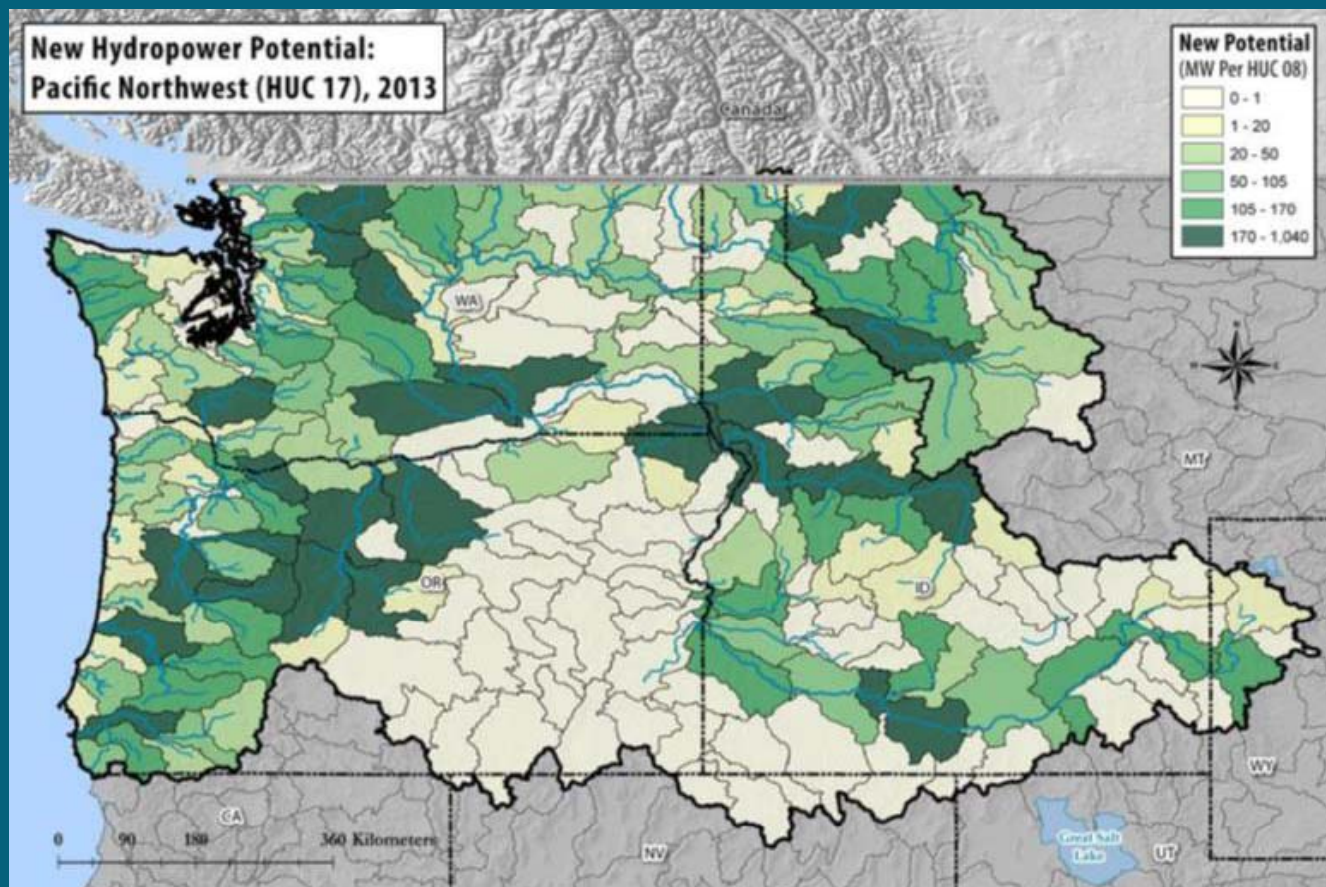 New Hydropower Potential:
Pacific Northwest (HUC 17), 2013
New Potential
(MW Per HUC 08)
0 - 1
1 - 20
20 - 50
50 - 105
105 - 170
170 - 1,040
Canada
WA
N
W
E
S
MT
OR
ID
WY
CA
NV
UT
Great Salt
Lake
0
90
180
360 Kilometers